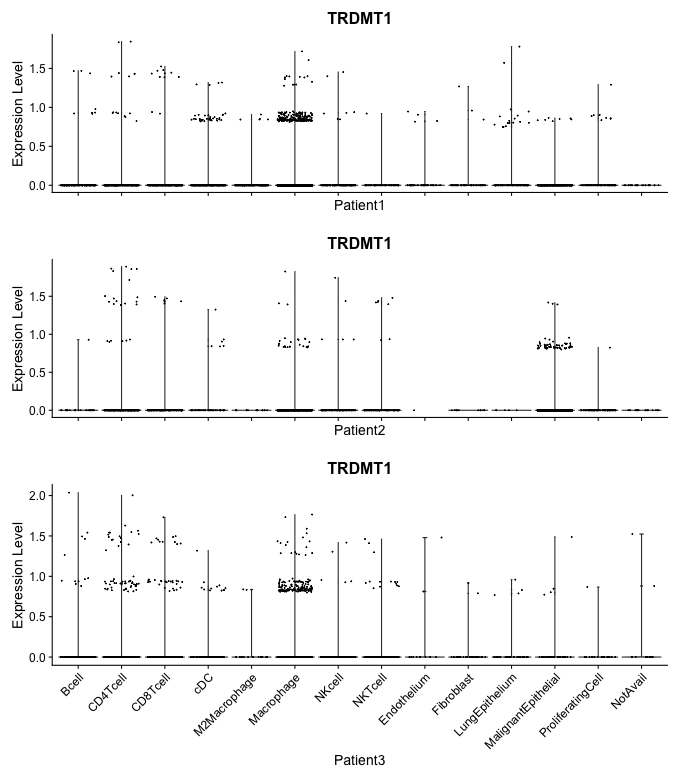 TRDMT1
Expression Level
1.5
1.0
0.5
0.0
Patient1
TRDMT1
Expression Level
1.5
1.0
0.5
0.0
Patient2
TRDMT1
Expression Level
2.0
1.5
1.0
0.5
0.0
Bcell
CD4Tcell
CD8Tcell
cDC
M2Macrophage
Macrophage
NKcell
NKTcell
Endothelium
Fibroblast
LungEpithelium
MalignantEpithelial
ProliferatingCell
NotAvail
Patient3